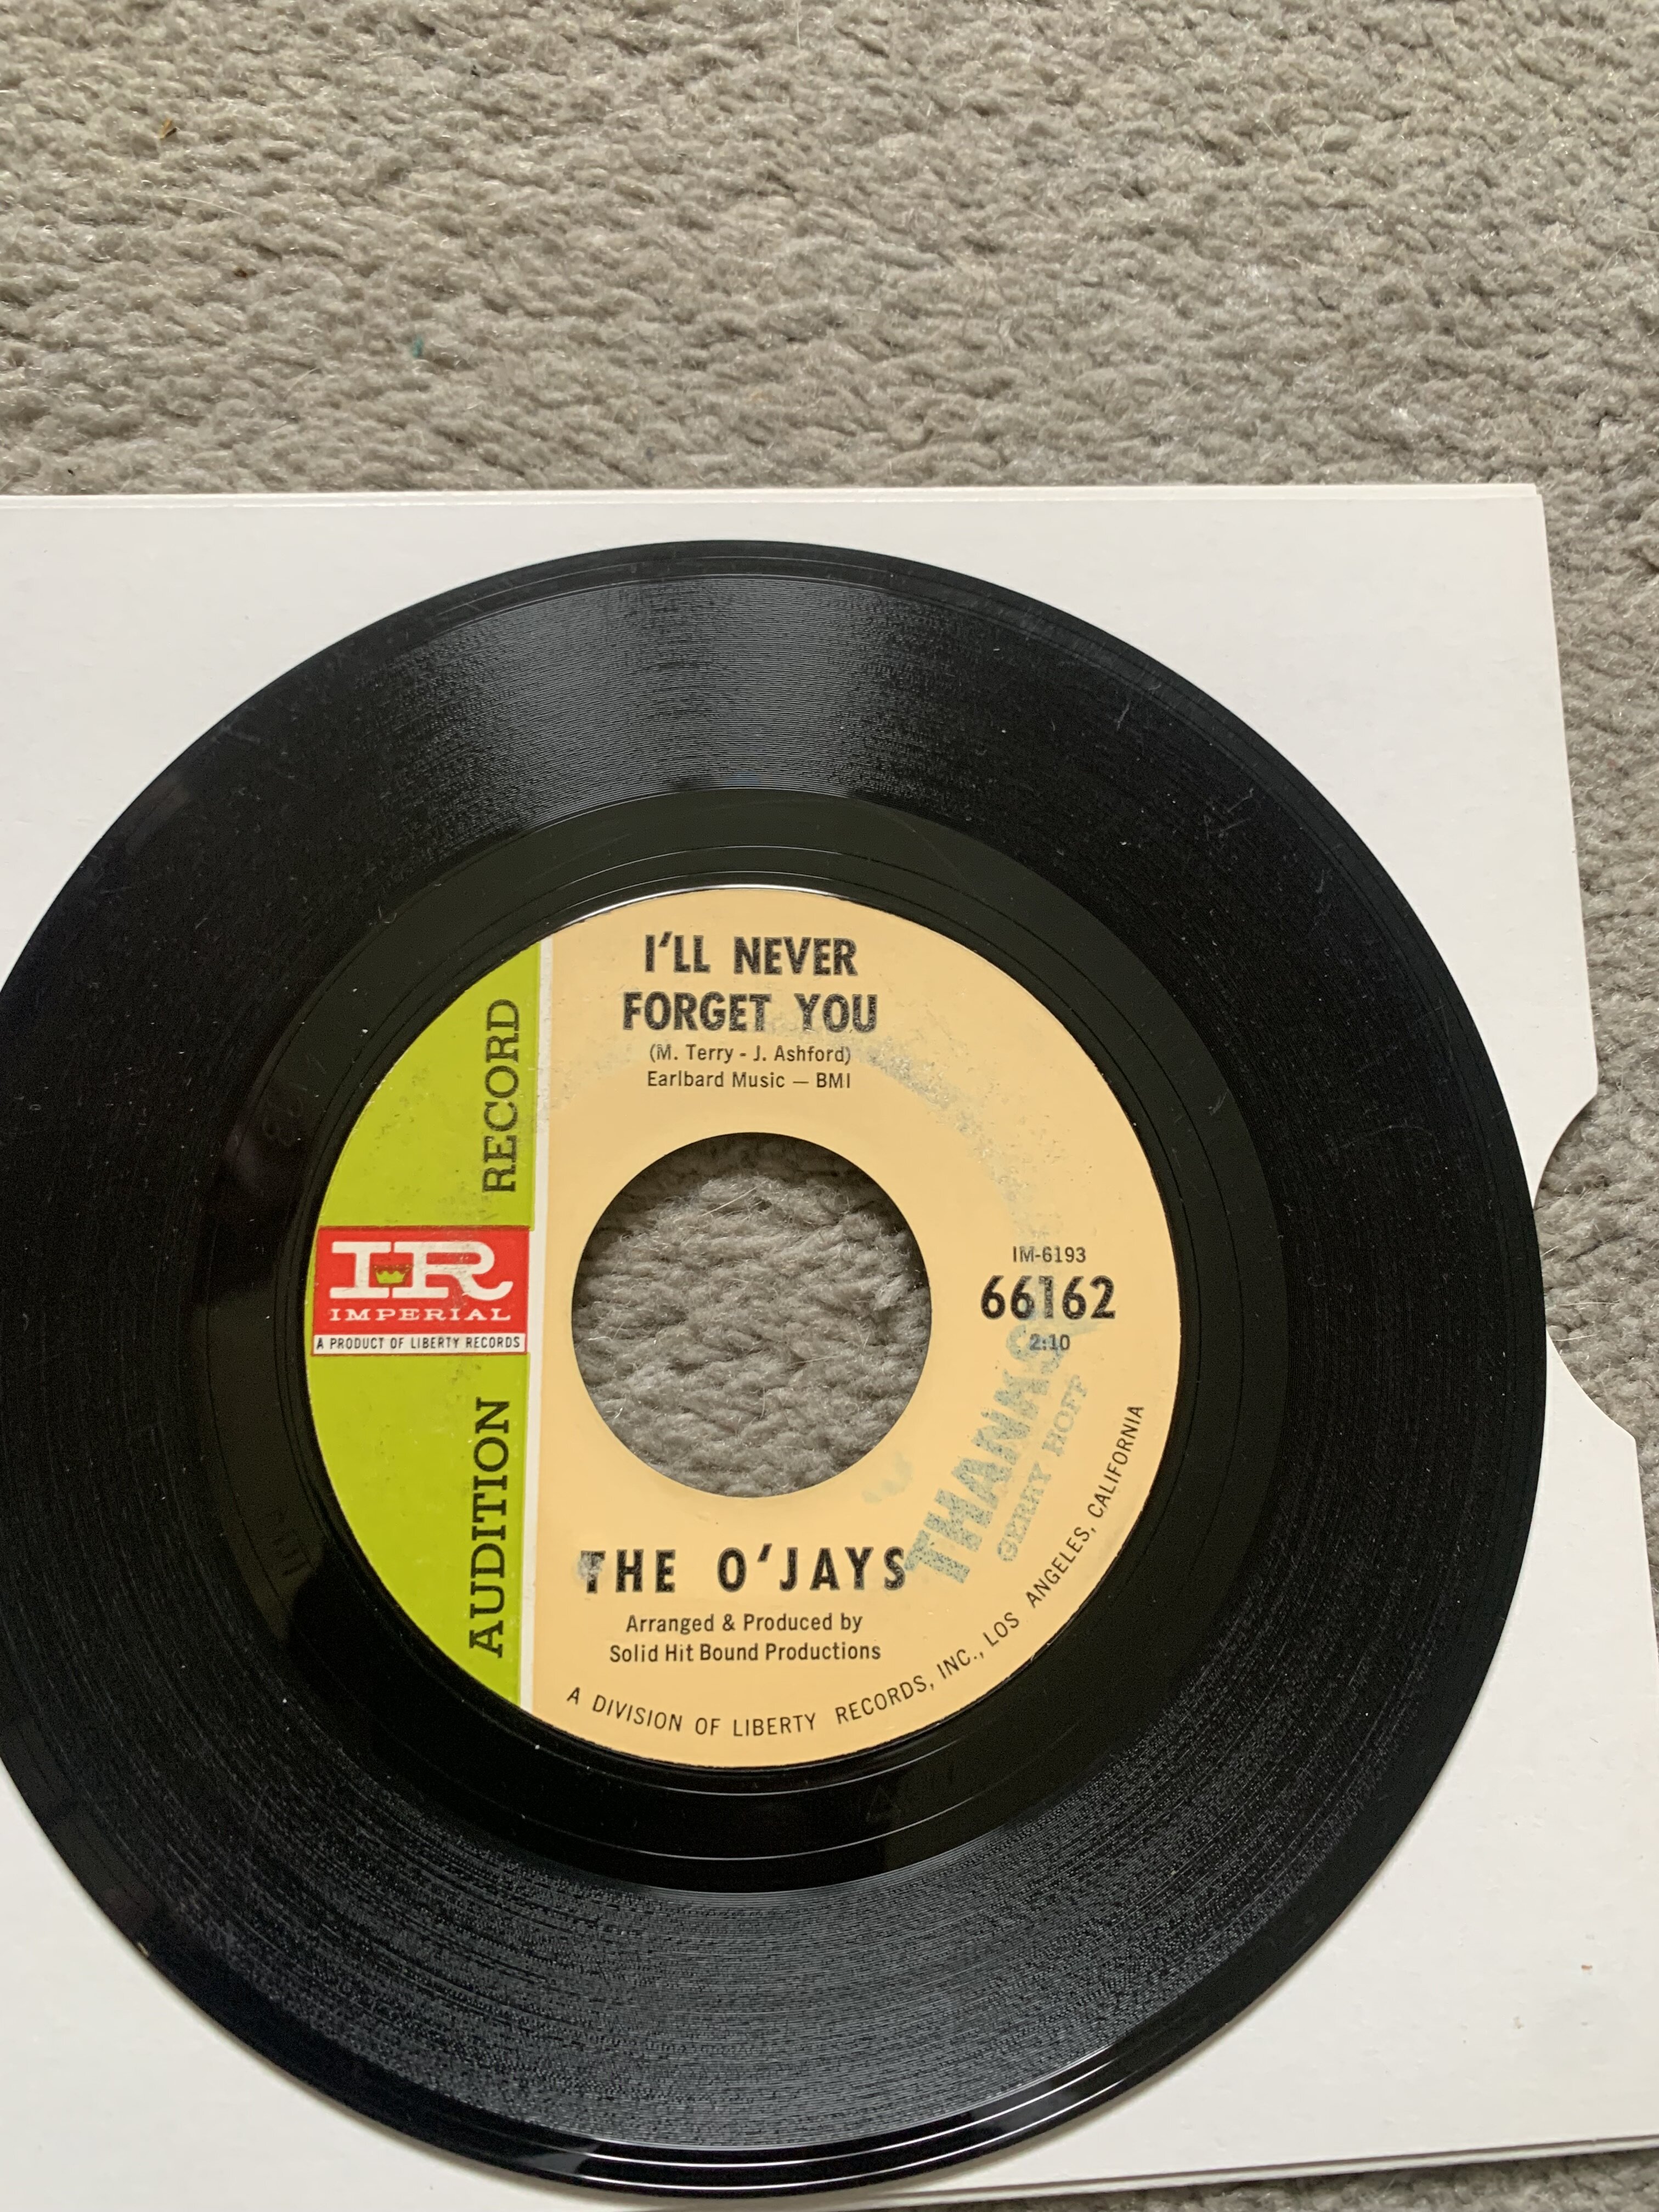 I'LL NEVER
FORGET YOU
(M. Terry - J. Ashford)
Earlbard Music — BMI
AUDITION RECORD
IR
IMPERIAL
A PRODUCT OF LIBERTY RECORDS
IM-6193
66162
2:10
THANKS
GERRY HOFF
THE O'JAYS
Arranged & Produced by
Solid Hit Bound Productions
A DIVISION OF LIBERTY RECORDS, INC., LOS ANGELES, CALIFORNIA